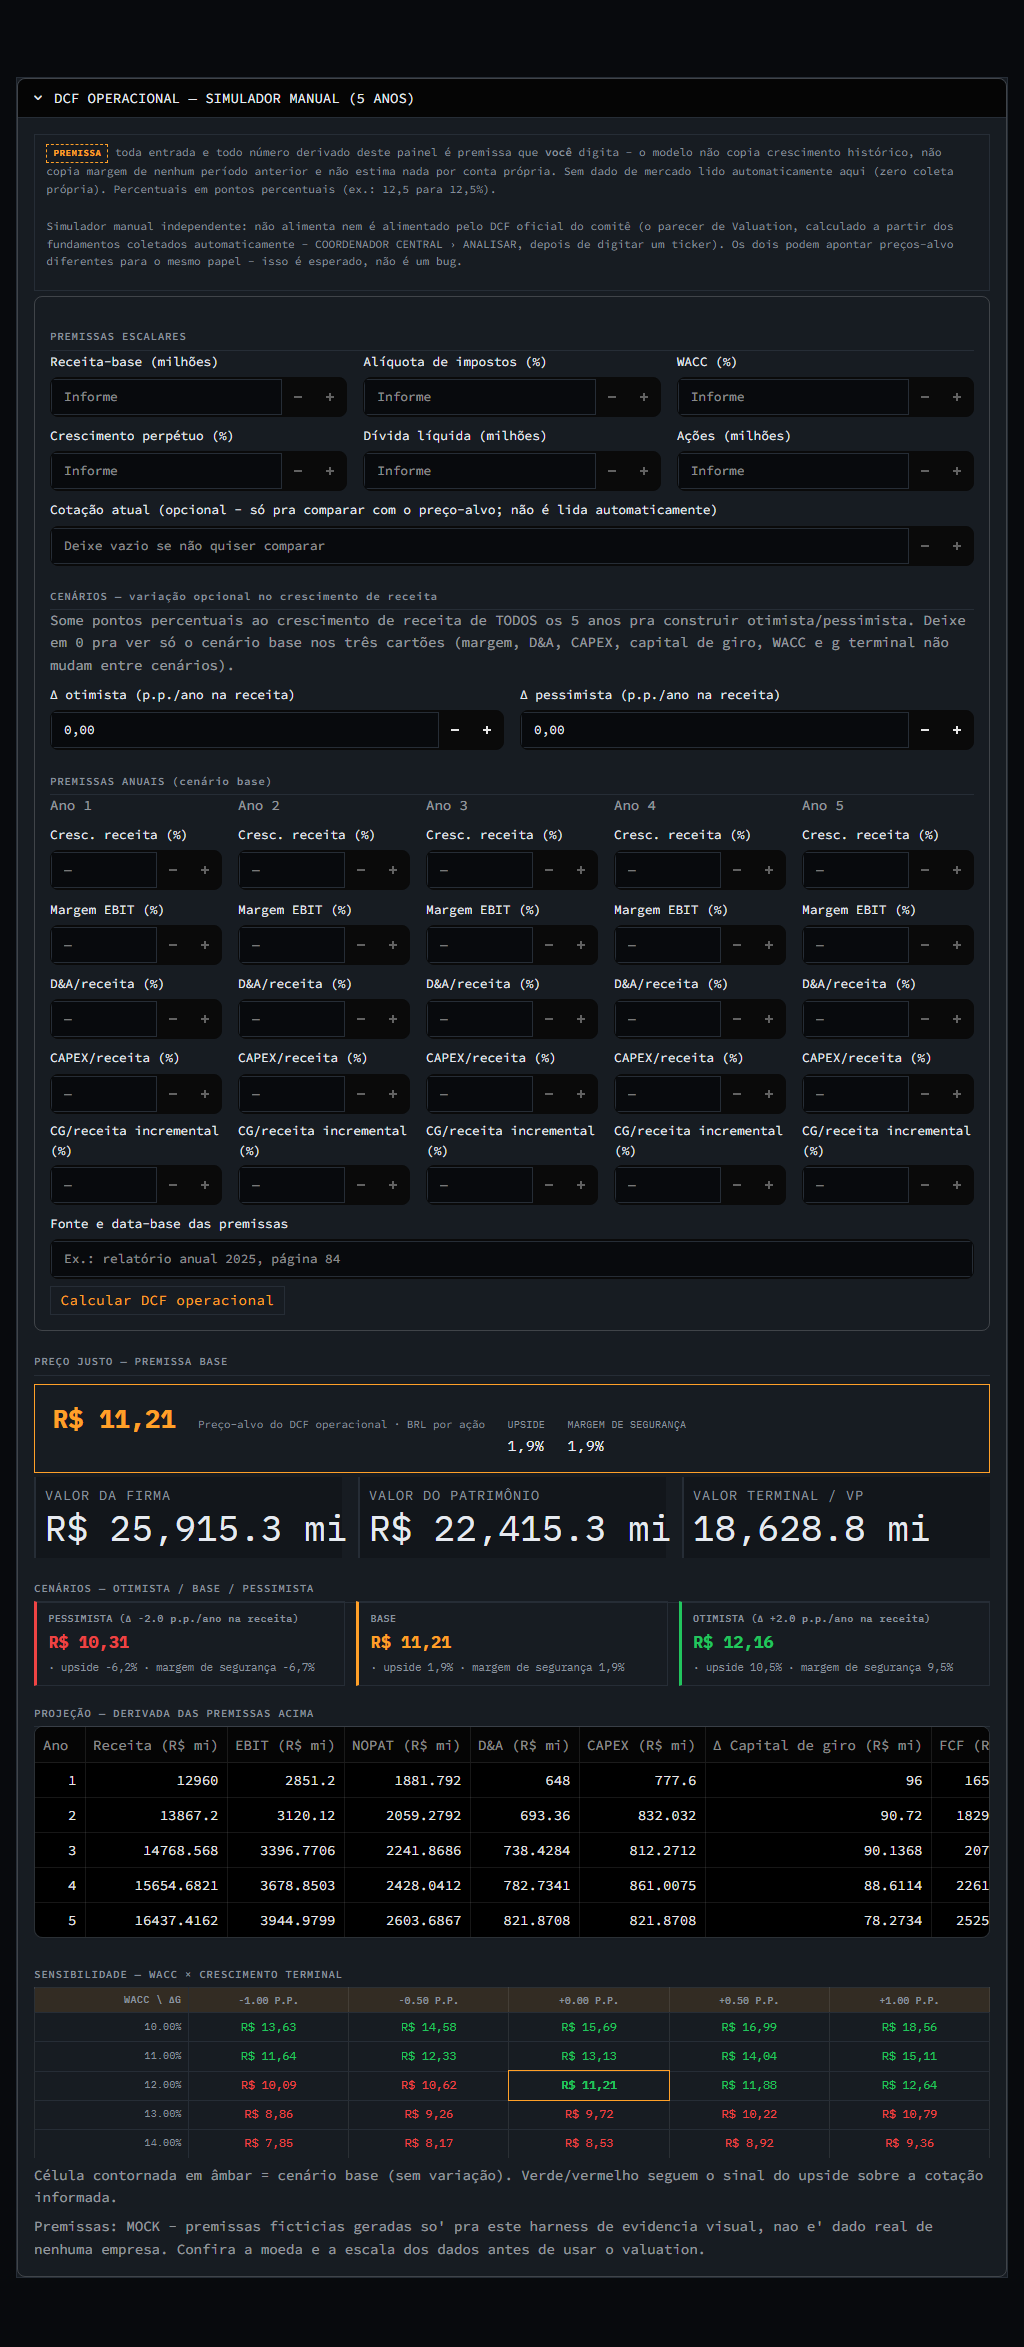 DCF OPERACIONAL — SIMULADOR MANUAL (5 ANOS)
PREMISSA toda entrada e todo número derivado deste painel é premissa que você digita - o modelo não copia crescimento histórico, não
copia margem de nenhum período anterior e não estima nada por conta própria. Sem dado de mercado lido automaticamente aqui (zero coleta
própria). Percentuais em pontos percentuais (ex.: 12,5 para 12,5%).
Simulador manual independente: não alimenta nem é alimentado pelo DCF oficial do comitê (o parecer de Valuation, calculado a partir dos
fundamentos coletados automaticamente - COORDENADOR CENTRAL › ANALISAR, depois de digitar um ticker). Os dois podem apontar preços-alvo
diferentes para o mesmo papel - isso é esperado, não é um bug.
PREMISSAS ESCALARES
Receita-base (milhões) Alíquota de impostos (%) WACC (%)
Informe − + Informe − + Informe − +
Crescimento perpétuo (%) Dívida líquida (milhões) Ações (milhões)
Informe − + Informe − + Informe − +
Cotação atual (opcional - só pra comparar com o preço-alvo; não é lida automaticamente)
Deixe vazio se não quiser comparar − +
CENÁRIOS — variação opcional no crescimento de receita
Some pontos percentuais ao crescimento de receita de TODOS os 5 anos pra construir otimista/pessimista. Deixe
em 0 pra ver só o cenário base nos três cartões (margem, D&A, CAPEX, capital de giro, WACC e g terminal não
mudam entre cenários).
Δ otimista (p.p./ano na receita) Δ pessimista (p.p./ano na receita)
0,00 − + 0,00 − +
PREMISSAS ANUAIS (cenário base)
Ano 1 Ano 2 Ano 3 Ano 4 Ano 5
Cresc. receita (%) Cresc. receita (%) Cresc. receita (%) Cresc. receita (%) Cresc. receita (%)
— − + — − + — − + — − + — − +
Margem EBIT (%) Margem EBIT (%) Margem EBIT (%) Margem EBIT (%) Margem EBIT (%)
— − + — − + — − + — − + — − +
D&A/receita (%) D&A/receita (%) D&A/receita (%) D&A/receita (%) D&A/receita (%)
— − + — − + — − + — − + — − +
CAPEX/receita (%) CAPEX/receita (%) CAPEX/receita (%) CAPEX/receita (%) CAPEX/receita (%)
— − + — − + — − + — − + — − +
CG/receita incremental CG/receita incremental CG/receita incremental CG/receita incremental CG/receita incremental
(%) (%) (%) (%) (%)
— − + — − + — − + — − + — − +
Fonte e data-base das premissas
Ex.: relatório anual 2025, página 84
Calcular DCF operacional
PREÇO JUSTO — PREMISSA BASE
R$ 11,21 Preço-alvo do DCF operacional · BRL por ação UPSIDE MARGEM DE SEGURANÇA
1,9% 1,9%
VALOR DA FIRMA VALOR DO PATRIMÔNIO VALOR TERMINAL / VP
R$ 25,915.3 mi R$ 22,415.3 mi 18,628.8 mi
CENÁRIOS — OTIMISTA / BASE / PESSIMISTA
PESSIMISTA (Δ -2.0 p.p./ano na receita) BASE OTIMISTA (Δ +2.0 p.p./ano na receita)
R$ 10,31 R$ 11,21 R$ 12,16
· upside -6,2% · margem de segurança -6,7% · upside 1,9% · margem de segurança 1,9% · upside 10,5% · margem de segurança 9,5%
PROJEÇÃO — DERIVADA DAS PREMISSAS ACIMA
Ano Receita (R$ mi) EBIT (R$ mi) NOPAT (R$ mi) D&A (R$ mi) CAPEX (R$ mi) Δ Capital de giro (R$ mi) FCF (R
1 12960 2851.2 1881.792 648 777.6 96 165
2 13867.2 3120.12 2059.2792 693.36 832.032 90.72 1829
3 14768.568 3396.7706 2241.8686 738.4284 812.2712 90.1368 207
4 15654.6821 3678.8503 2428.0412 782.7341 861.0075 88.6114 2261
5 16437.4162 3944.9799 2603.6867 821.8708 821.8708 78.2734 2525
SENSIBILIDADE — WACC × CRESCIMENTO TERMINAL
WACC \ ΔG -1.00 P.P. -0.50 P.P. +0.00 P.P. +0.50 P.P. +1.00 P.P.
10.00% R$ 13,63 R$ 14,58 R$ 15,69 R$ 16,99 R$ 18,56
11.00% R$ 11,64 R$ 12,33 R$ 13,13 R$ 14,04 R$ 15,11
12.00% R$ 10,09 R$ 10,62 R$ 11,21 R$ 11,88 R$ 12,64
13.00% R$ 8,86 R$ 9,26 R$ 9,72 R$ 10,22 R$ 10,79
14.00% R$ 7,85 R$ 8,17 R$ 8,53 R$ 8,92 R$ 9,36
Célula contornada em âmbar = cenário base (sem variação). Verde/vermelho seguem o sinal do upside sobre a cotação
informada.
Premissas: MOCK - premissas ficticias geradas so' pra este harness de evidencia visual, nao e' dado real de
nenhuma empresa. Confira a moeda e a escala dos dados antes de usar o valuation.